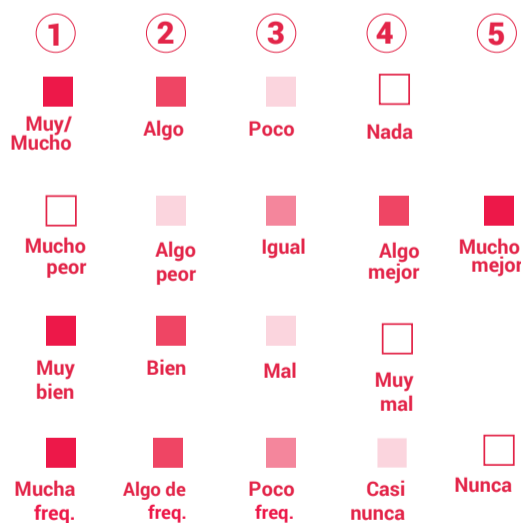 1 2 3 4 5
Muy/
Mucho
Algo
Poco
Nada
Mucho
peor
Algo
peor
Igual
Algo
mejor
Mucho
mejor
Muy
bien
Bien
Mal
Muy
mal
Mucha
freq.
Algo de
freq.
Poco
freq.
Casi
nunca
Nunca